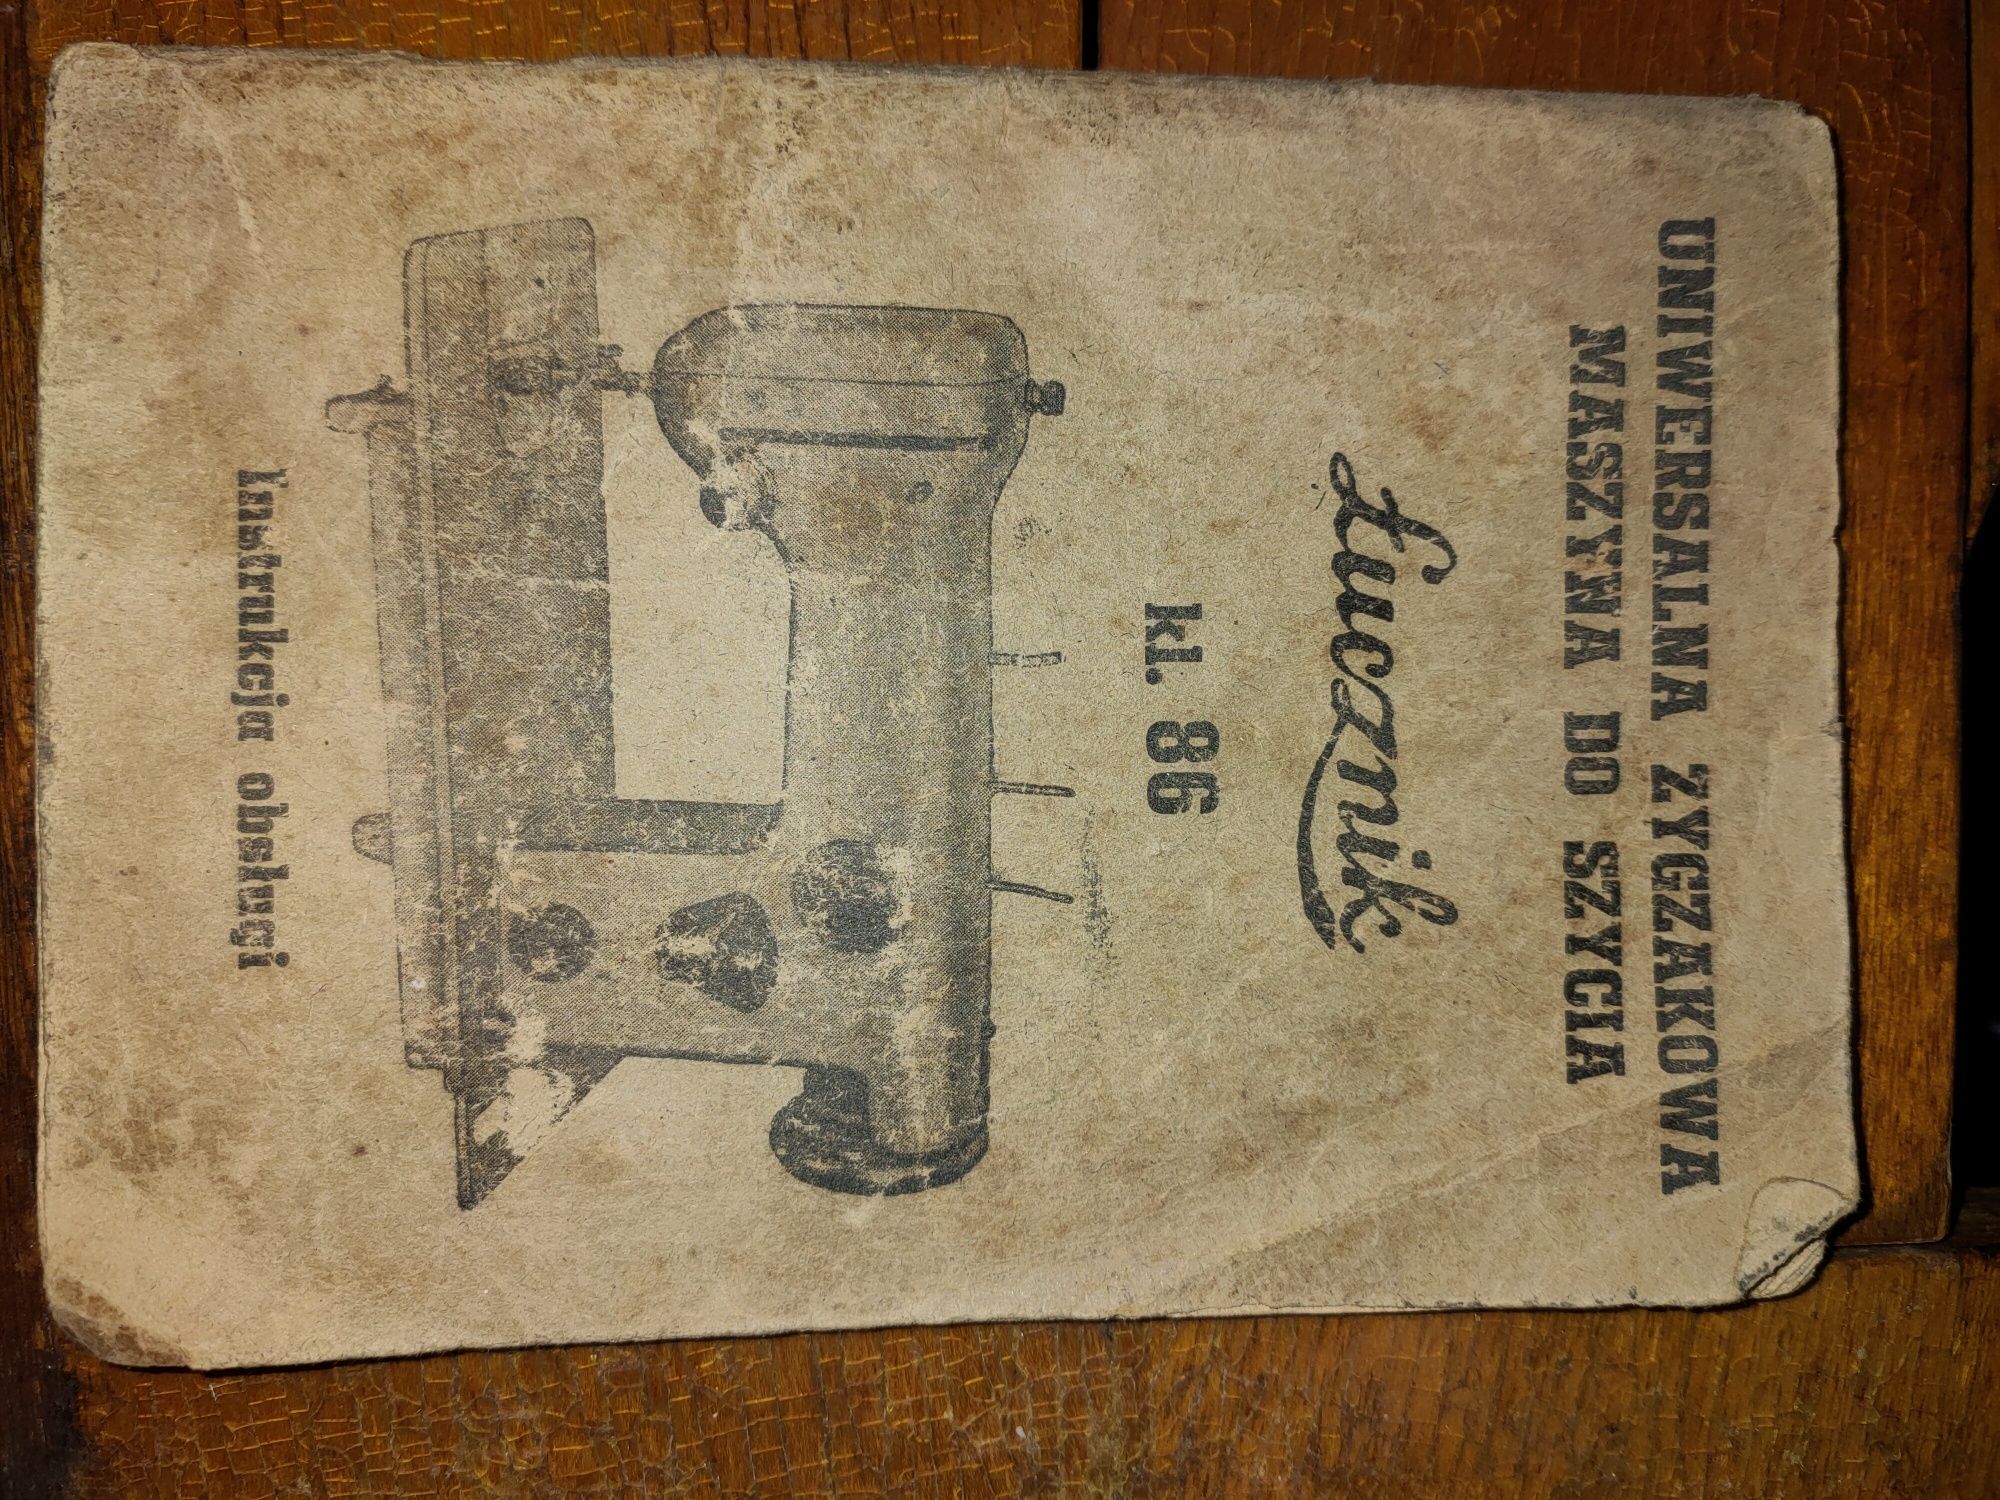 UNIWERSALNA ZYGZAKOWA
MASZYNA DO SZYCIA
Łucznik
kl. 86
Instrukcja obsługi